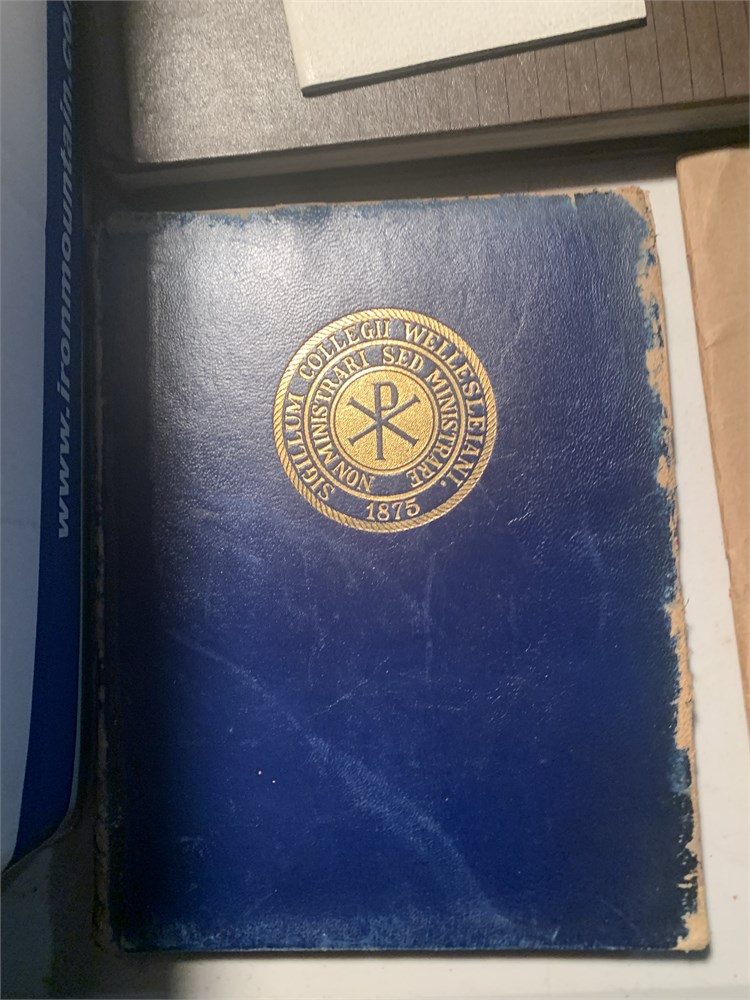 www.ironmountain.co
SIGILLUM COLLEGII WELLESLEIANI.
NON MINISTRARI SED MINISTRARE
1875